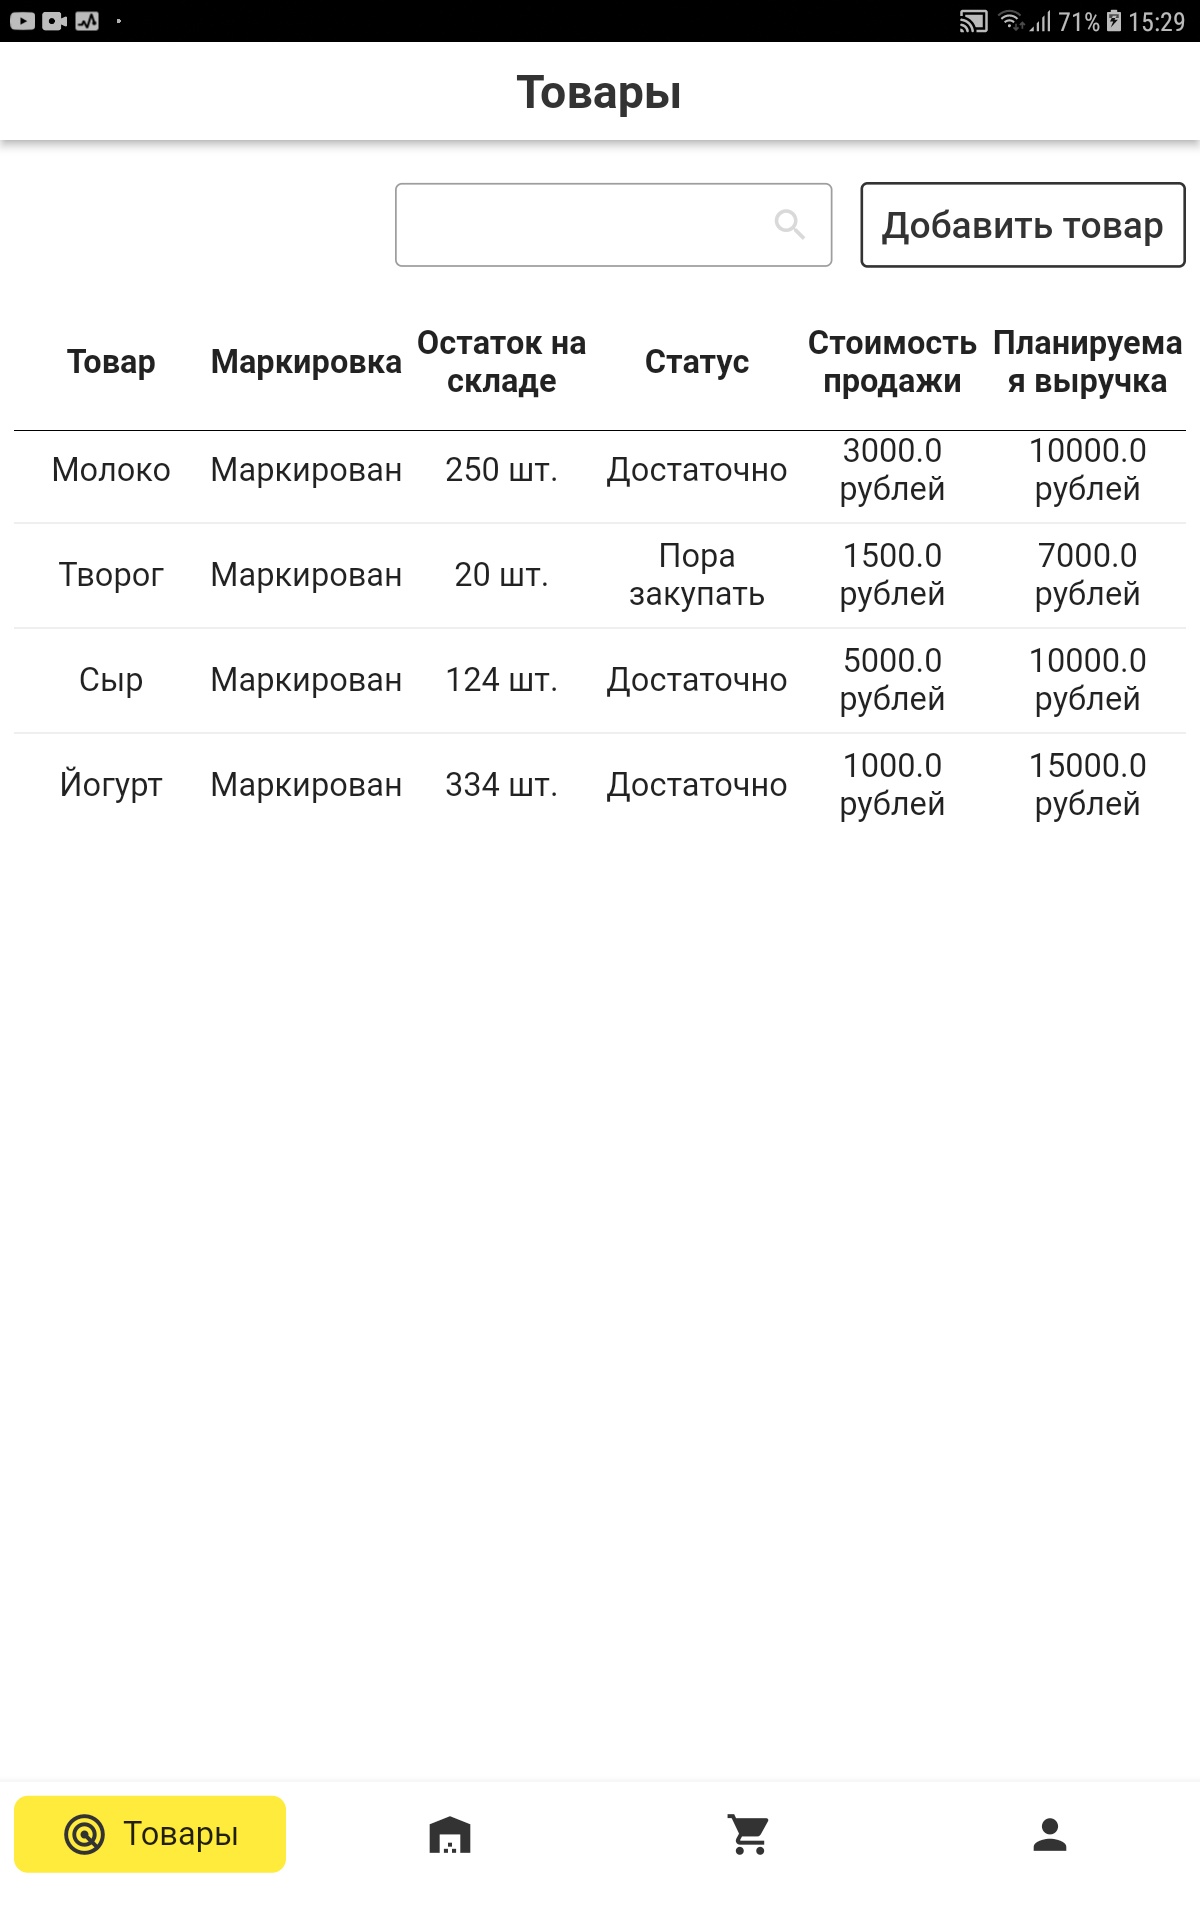 71% 15:29
Товары
Добавить товар
Товар Маркировка Остаток на складе Статус Стоимость продажи Планируема
я выручка
Молоко Маркирован 250 шт. Достаточно 3000.0 рублей 10000.0 рублей
Творог Маркирован 20 шт. Пора закупать 1500.0 рублей 7000.0 рублей
Сыр Маркирован 124 шт. Достаточно 5000.0 рублей 10000.0 рублей
Йогурт Маркирован 334 шт. Достаточно 1000.0 рублей 15000.0 рублей
Товары